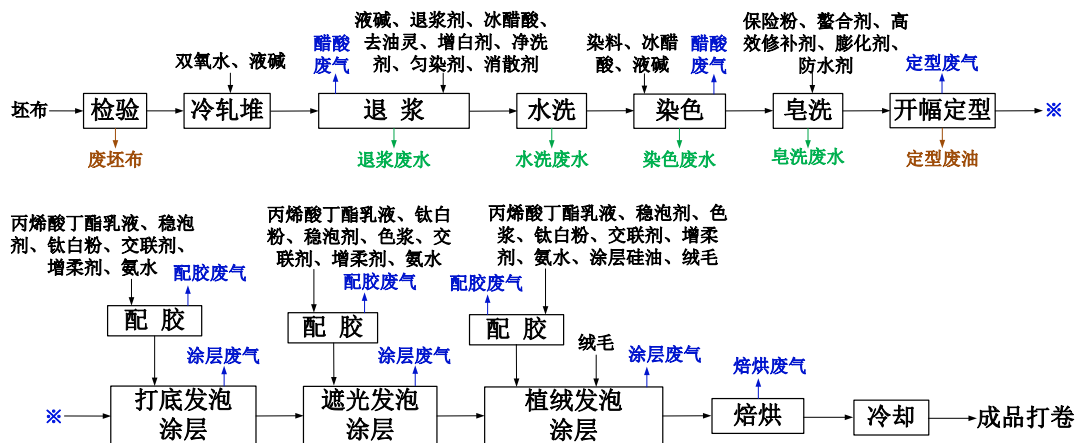 液碱、退浆剂、冰醋酸、
去油灵、增白剂、净洗
剂、匀染剂、消散剂
双氧水、液碱
醋酸
废气
染料、冰醋
酸、液碱
醋酸
废气
保险粉、螯合剂、高
效修补剂、膨化剂、
防水剂
定型废气
坯布
检验
冷轧堆
退 浆
水洗
染色
皂洗
开幅定型
※
废坯布
退浆废水
水洗废水
染色废水
皂洗废水
定型废油
丙烯酸丁酯乳液、稳泡
剂、钛白粉、交联剂、
增柔剂、氨水
配胶废气
配 胶
涂层废气
丙烯酸丁酯乳液、钛白
粉、稳泡剂、色浆、交
联剂、增柔剂、氨水
配胶废气
配 胶
涂层废气
丙烯酸丁酯乳液、稳泡剂、色
浆、钛白粉、交联剂、增柔
剂、氨水、涂层硅油、绒毛
配胶废气
配 胶
绒毛
涂层废气
焙烘废气
※
打底发泡
涂层
遮光发泡
涂层
植绒发泡
涂层
焙烘
冷却
成品打卷